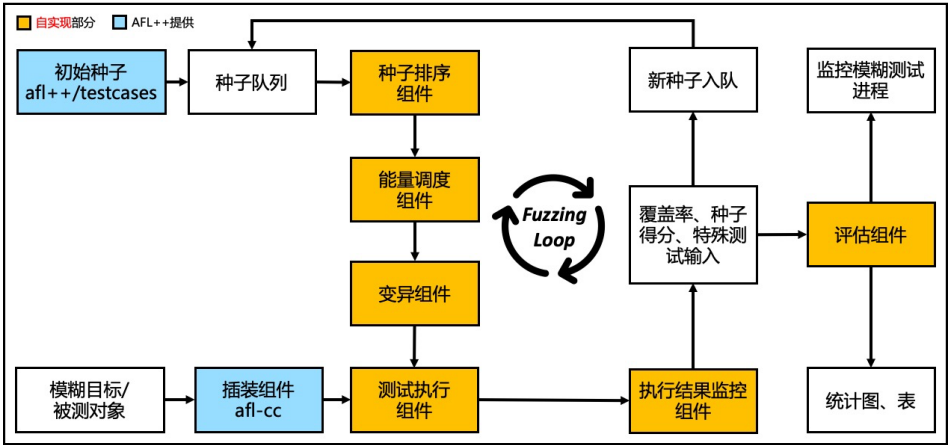 自实现部分
AFL++提供
初始种子
afl++/testcases
种子队列
种子排序
组件
新种子入队
监控模糊测试
进程
能量调度
组件
Fuzzing
Loop
覆盖率、种子
得分、特殊测
试输入
评估组件
变异组件
模糊目标/
被测对象
插装组件
afl-cc
测试执行
组件
执行结果监控
组件
统计图、表